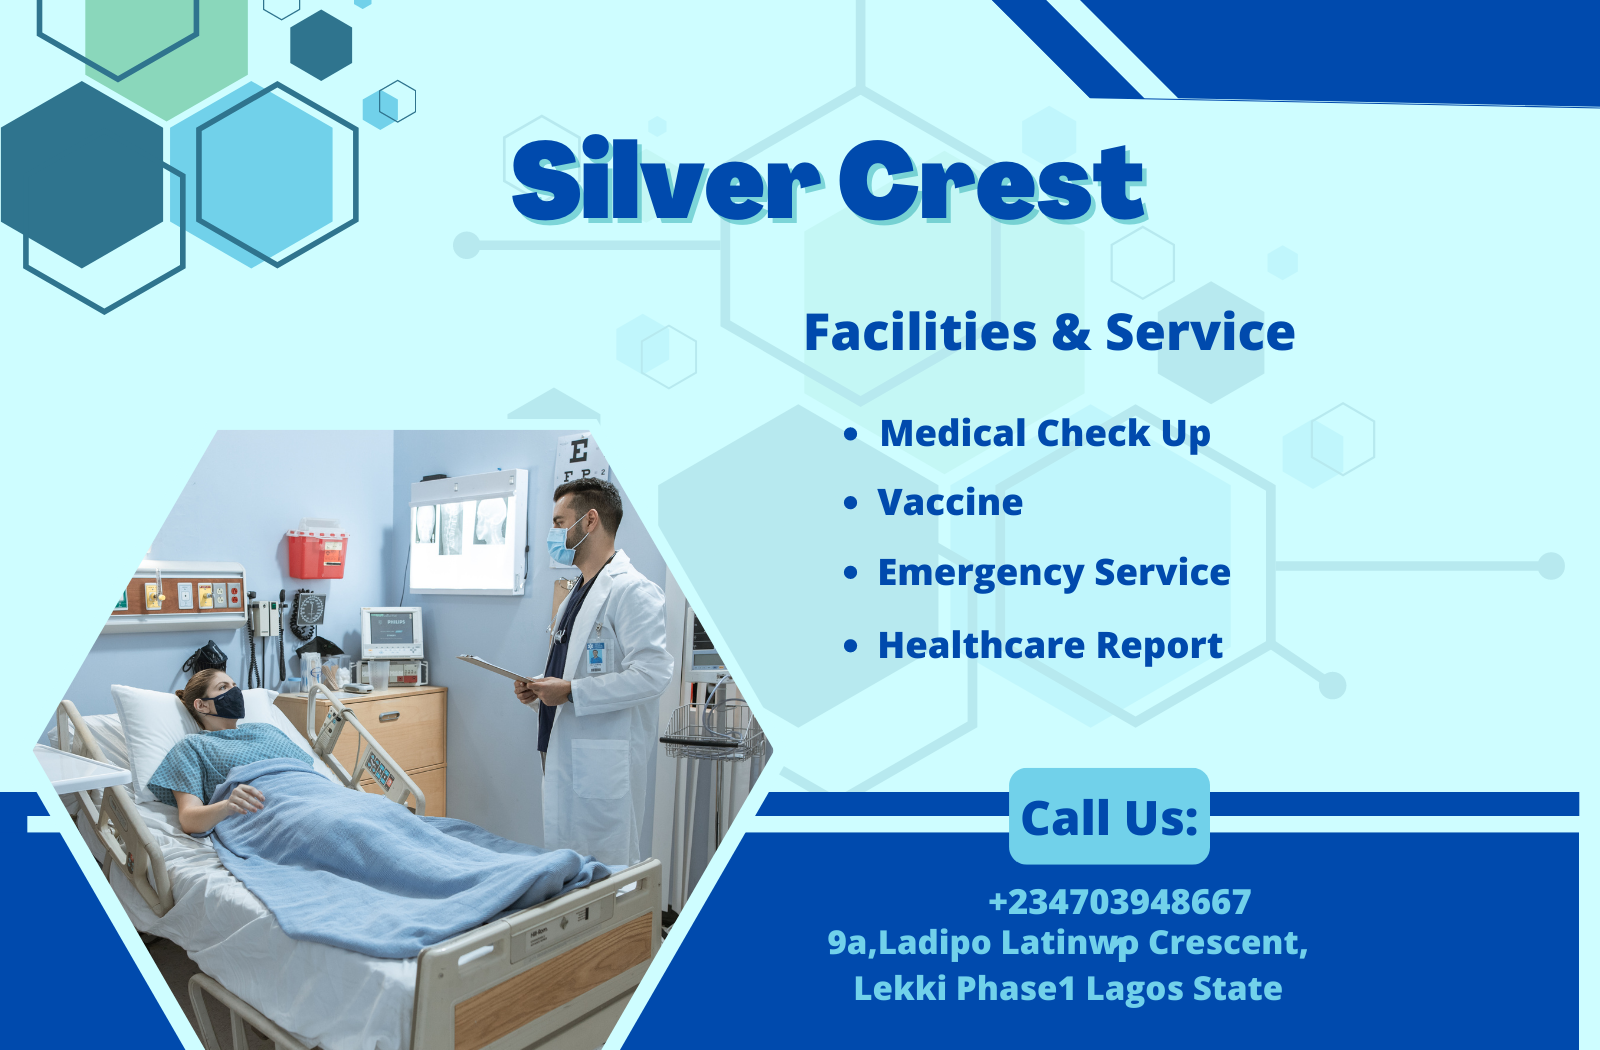 Silver Crest
Facilities & Service
• Medical Check Up
• Vaccine
• Emergency Service
• Healthcare Report
E
PHILIPS
Call Us:
+234703948667
9a,Ladipo Latinwp Crescent,
Lekki Phase1 Lagos State